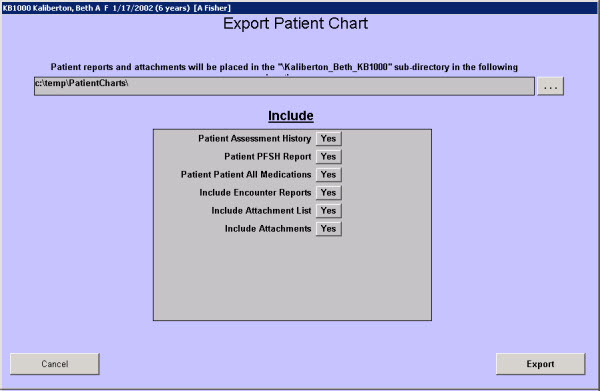 KB1000 Kaliberton, Beth A F 1/17/2002 (6 years) [A Fisher]
Export Patient Chart
Patient reports and attachments will be placed in the "\Kaliberton_Beth_KB1000" sub-directory in the following
c:\temp\PatientCharts\ ...
Include
Patient Assessment History Yes
Patient PFSH Report Yes
Patient Patient All Medications Yes
Include Encounter Reports Yes
Include Attachment List Yes
Include Attachments Yes
Cancel Export